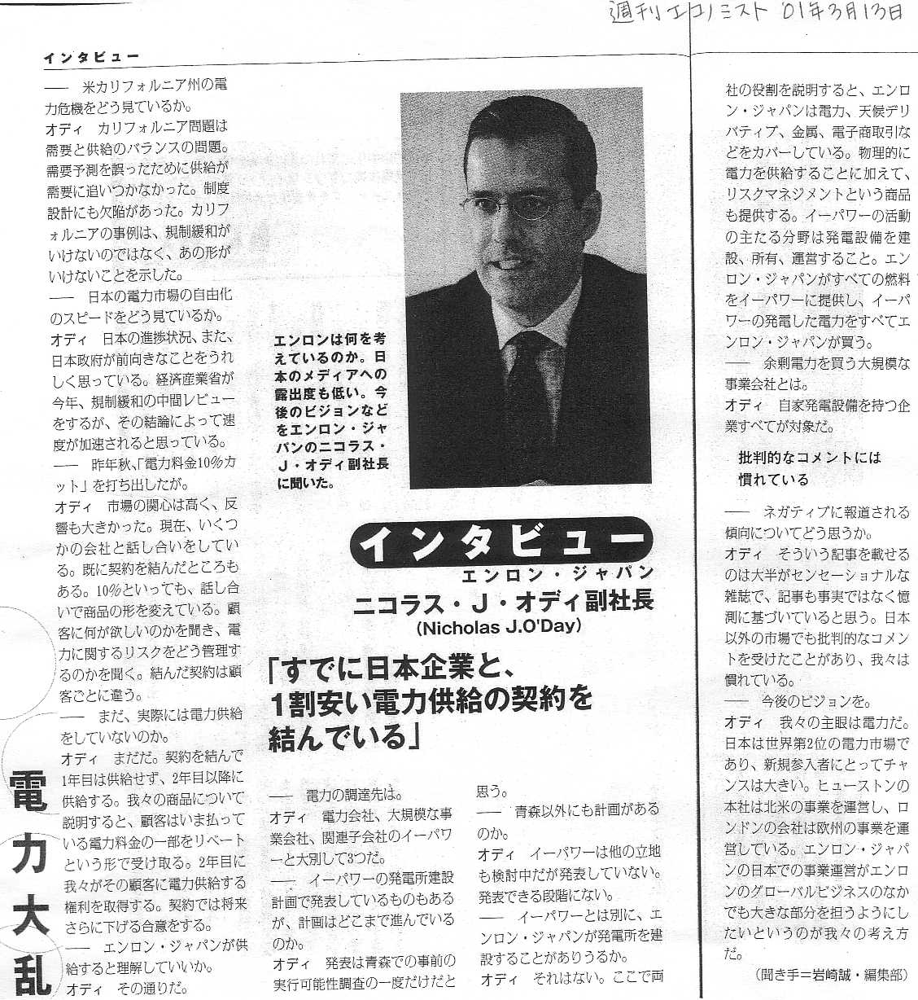 週刊エコノミスト '01年3月13日
インタビュー
── 米カリフォルニア州の電
力危機をどう見ているか。
オディ カリフォルニア問題は
需要と供給のバランスの問題。
需要予測を誤ったために供給が
需要に追いつかなかった。制度
設計にも欠陥があった。カリフ
ォルニアの事例は、規制緩和が
いけないのではなく、あの形が
いけないことを示した。
── 日本の電力市場の自由化
のスピードをどう見ているか。
オディ 日本の進捗状況、また、
日本政府が前向きなことをうれ
しく思っている。経済産業省が
今年、規制緩和の中間レビュー
をするが、その結論によって速
度が加速されると思っている。
── 昨年秋、「電力料金10％カ
ット」を打ち出したが。
オディ 市場の関心は高く、反
響も大きかった。現在、いくつ
かの会社と話し合いをしてい
る。既に契約を結んだところも
ある。10％といっても、話し合
いで商品の形を変えている。顧
客に何が欲しいのかを聞き、電
力に関するリスクをどう管理す
るのかを聞く。結んだ契約は顧
客ごとに違う。
── まだ、実際には電力供給
をしていないのか。
オディ まだだ。契約を結んで
1年目は供給せず、2年目以降に
供給する。我々の商品について
説明すると、顧客はいま払って
いる電力料金の一部をリベート
という形で受け取る。2年目に
我々がその顧客に電力供給する
権利を取得する。契約では将来
さらに下げる合意をする。
── エンロン・ジャパンが供
給すると理解していいか。
オディ その通りだ。
電力大乱
エンロンは何を考
えているのか。日
本のメディアへの
露出度も低い。今
後のビジョンなど
をエンロン・ジャ
パンのニコラス・
J・オディ副社長
に聞いた。
インタビュー
エンロン・ジャパン
ニコラス・J・オディ副社長
(Nicholas J.O'Day)
「すでに日本企業と、
1割安い電力供給の契約を
結んでいる」
── 電力の調達先は。
オディ 電力会社、大規模な事
業会社、関連子会社のイーパワ
ーと大別して3つだ。
── イーパワーの発電所建設
計画で発表しているものもある
が、計画はどこまで進んでいる
のか。
オディ 発表は青森での事前の
実行可能性調査の一度だけだと
思う。
── 青森以外にも計画がある
のか。
オディ イーパワーは他の立地
も検討中だが発表していない。
発表できる段階にない。
── イーパワーとは別に、エ
ンロン・ジャパンが発電所を建
設することがありうるか。
オディ それはない。ここで両
社の役割を説明すると、エンロ
ン・ジャパンは電力、天候デリ
バティブ、金属、電子商取引な
どをカバーしている。物理的に
電力を供給することに加えて、
リスクマネジメントという商品
も提供する。イーパワーの活動
の主たる分野は発電設備を建
設、所有、運営すること。エン
ロン・ジャパンがすべての燃料
をイーパワーに提供し、イーパ
ワーの発電した電力をすべてエ
ンロン・ジャパンが買う。
── 余剰電力を買う大規模な
事業会社とは。
オディ 自家発電設備を持つ企
業すべてが対象だ。
批判的なコメントには
慣れている
── ネガティブに報道される
傾向についてどう思うか。
オディ そういう記事を載せる
のは大半がセンセーショナルな
雑誌で、記事も事実ではなく憶
測に基づいていると思う。日本
以外の市場でも批判的なコメン
トを受けたことがあり、我々は
慣れている。
── 今後のビジョンを。
オディ 我々の主眼は電力だ。
日本は世界第2位の電力市場で
あり、新規参入者にとってチャ
ンスは大きい。ヒューストンの
本社は北米の事業を運営し、ロ
ンドンの会社は欧州の事業を運
営している。エンロン・ジャパ
ンの日本での事業運営がエンロ
ンのグローバルビジネスのなか
でも大きな部分を担うようにし
たいというのが我々の考え方
だ。
（聞き手＝岩崎誠・編集部）